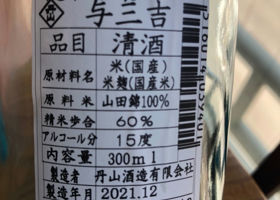 与三吉
品目 清酒
原材料名 米(国産)
米麹(国産米)
原料米 山田錦100%
精米歩合 60%
アルコール分 15度
内容量 300ml
製造者 丹山酒造有限会社
製造年月 2021.12